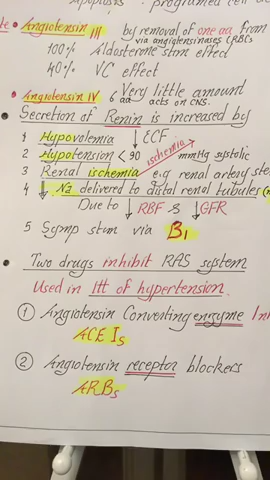 Apoptosis : programed cell d
Angiotensin III by removal of one aa from
via angiotensinases (RBCs
100% Aldosterone stim effect
40% VC effect
Angiotensin IV 6 aa Very little amount
acts on CNS.
Secretion of Renin is increased by
1 Hypovolemia ↓ ECF
2 Hypotension < 90 mmHg systolic
ischemia
3 Renal ischemia e.g renal artery ste
4 ↓ Na delivered to distal renal tubules (m
Due to ↓ RBF & ↓ GFR
5 Symp stim via B1
Two drugs inhibit RAS system
Used in ttt of hypertension.
① Angiotensin Converting enzyme In
ACE Is
② Angiotensin receptor blockers
ARBs